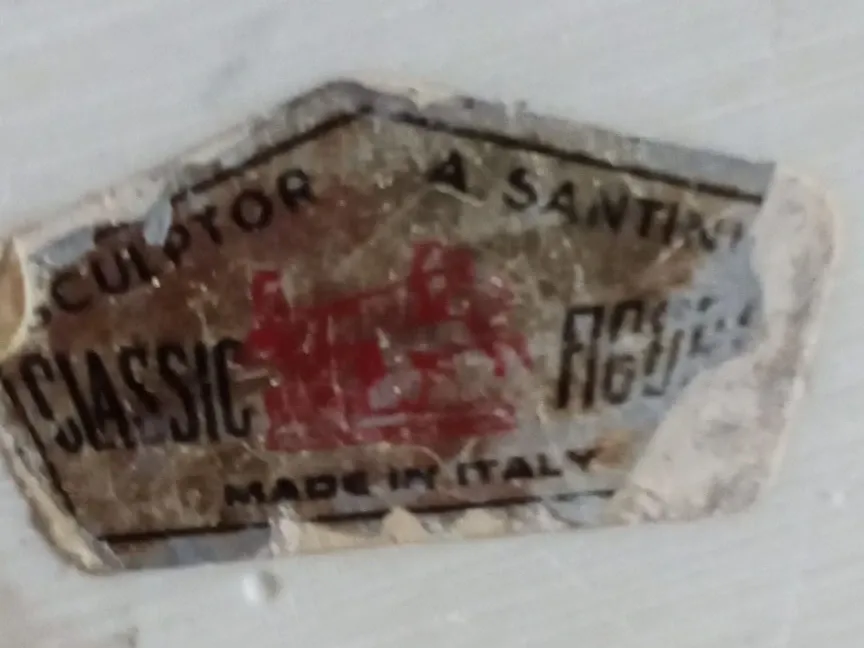 SCULPTOR A SANTINI
CLASSIC
MADE IN ITALY